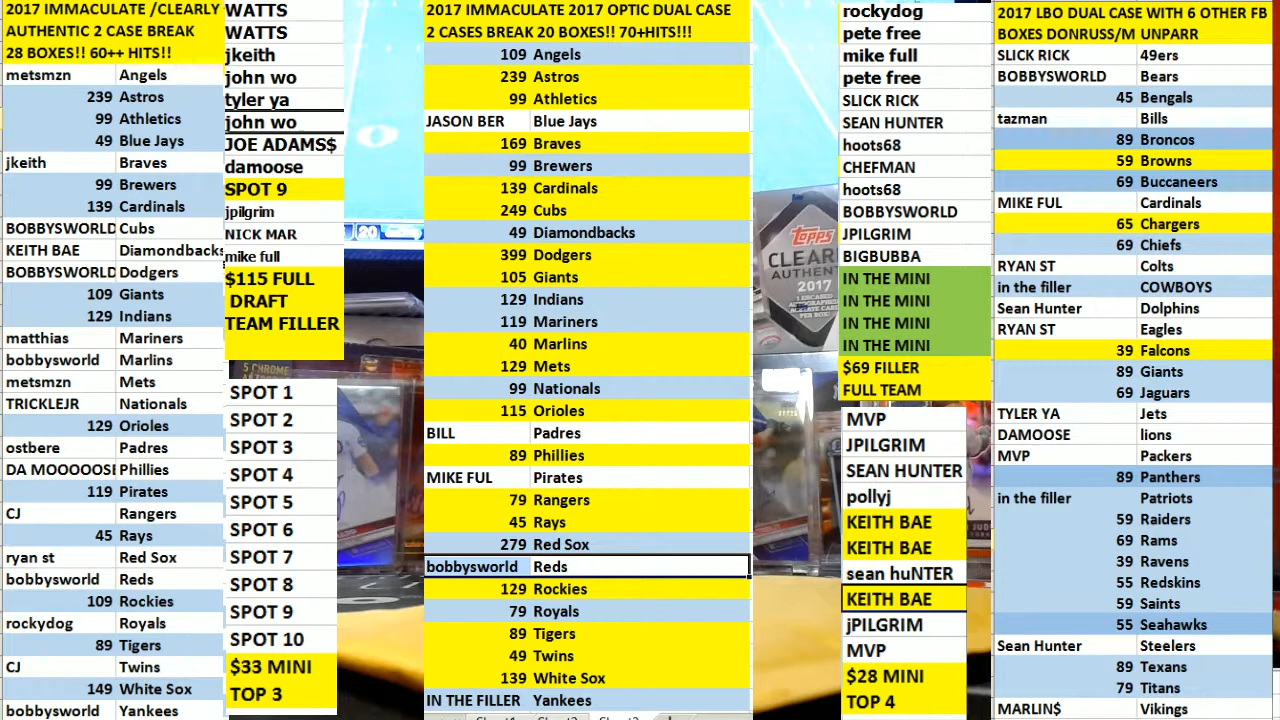 2017 IMMACULATE /CLEARLY
AUTHENTIC 2 CASE BREAK
28 BOXES!! 60++ HITS!!
metsmzn Angels
239 Astros
99 Athletics
49 Blue Jays
jkeith Braves
99 Brewers
139 Cardinals
BOBBYSWORLD Cubs
KEITH BAE Diamondbacks
BOBBYSWORLD Dodgers
109 Giants
129 Indians
matthias Mariners
bobbysworld Marlins
metsmzn Mets
TRICKLEJR Nationals
129 Orioles
ostbere Padres
DA MOOOOOSE Phillies
119 Pirates
CJ Rangers
45 Rays
ryan st Red Sox
bobbysworld Reds
109 Rockies
rockydog Royals
89 Tigers
CJ Twins
149 White Sox
bobbysworld Yankees
WATTS
WATTS
jkeith
john wo
tyler ya
john wo
JOE ADAMS$
damoose
SPOT 9
jpilgrim
NICK MAR
mike full
$115 FULL
DRAFT
TEAM FILLER
SPOT 1
SPOT 2
SPOT 3
SPOT 4
SPOT 5
SPOT 6
SPOT 7
SPOT 8
SPOT 9
SPOT 10
$33 MINI
TOP 3
2017 IMMACULATE 2017 OPTIC DUAL CASE
2 CASES BREAK 20 BOXES!! 70+HITS!!!
109 Angels
239 Astros
99 Athletics
JASON BER Blue Jays
169 Braves
99 Brewers
139 Cardinals
249 Cubs
49 Diamondbacks
399 Dodgers
105 Giants
129 Indians
119 Mariners
40 Marlins
129 Mets
99 Nationals
115 Orioles
BILL Padres
89 Phillies
MIKE FUL Pirates
79 Rangers
45 Rays
279 Red Sox
bobbysworld Reds
129 Rockies
79 Royals
89 Tigers
49 Twins
139 White Sox
IN THE FILLER Yankees
20
5 CHROME
topps
CLEARLY
AUTHENTIC
2017
rockydog
pete free
mike full
pete free
SLICK RICK
SEAN HUNTER
hoots68
CHEFMAN
hoots68
BOBBYSWORLD
JPILGRIM
BIGBUBBA
IN THE MINI
IN THE MINI
IN THE MINI
IN THE MINI
$69 FILLER
FULL TEAM
MVP
JPILGRIM
SEAN HUNTER
pollyj
KEITH BAE
KEITH BAE
sean huNTER
KEITH BAE
jPILGRIM
MVP
$28 MINI
TOP 4
2017 LBO DUAL CASE WITH 6 OTHER FB
BOXES DONRUSS/M UNPARR
SLICK RICK 49ers
BOBBYSWORLD Bears
45 Bengals
tazman Bills
89 Broncos
59 Browns
69 Buccaneers
MIKE FUL Cardinals
65 Chargers
69 Chiefs
RYAN ST Colts
in the filler COWBOYS
Sean Hunter Dolphins
RYAN ST Eagles
39 Falcons
89 Giants
69 Jaguars
TYLER YA Jets
DAMOOSE lions
MVP Packers
89 Panthers
in the filler Patriots
59 Raiders
69 Rams
39 Ravens
55 Redskins
59 Saints
55 Seahawks
Sean Hunter Steelers
89 Texans
79 Titans
MARLIN$ Vikings